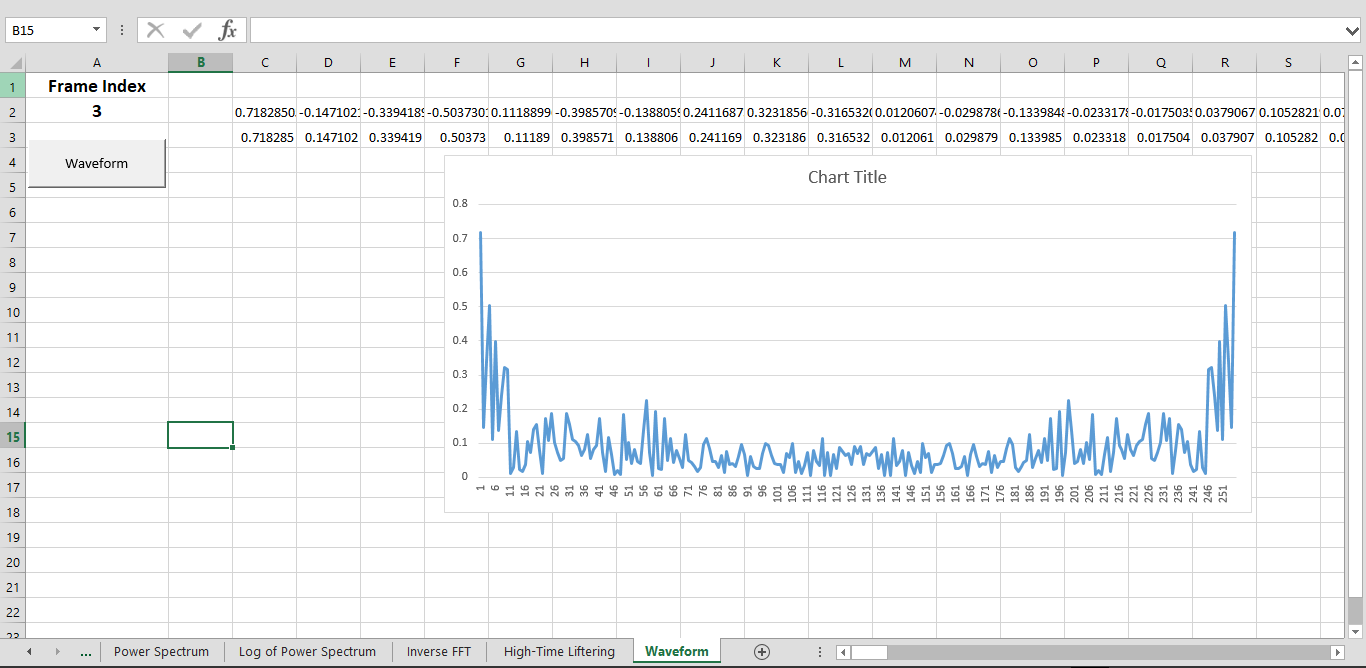 B15
fx
A B C D E F G H I J K L M N O P Q R S
1 Frame Index
2 3 0.7182850 -0.147102 -0.339418 -0.503730 0.1118899 -0.398570 -0.138805 0.2411687 0.3231856 -0.316532 0.0120607 -0.029878 -0.133984 -0.023317 -0.017503 0.0379067 0.1052821 0.0
3 0.718285 0.147102 0.339419 0.50373 0.11189 0.398571 0.138806 0.241169 0.323186 0.316532 0.012061 0.029879 0.133985 0.023318 0.017504 0.037907 0.105282 0.0
4
Waveform
5
6
7
8
9
10
11
12
13
14
15
16
17
18
19
20
21
22
23
Chart Title
0.8
0.7
0.6
0.5
0.4
0.3
0.2
0.1
0
1 6 11 16 21 26 31 36 41 46 51 56 61 66 71 76 81 86 91 96 101 106 111 116 121 126 131 136 141 146 151 156 161 166 171 176 181 186 191 196 201 206 211 216 221 226 231 236 241 246 251
... Power Spectrum Log of Power Spectrum Inverse FFT High-Time Liftering Waveform